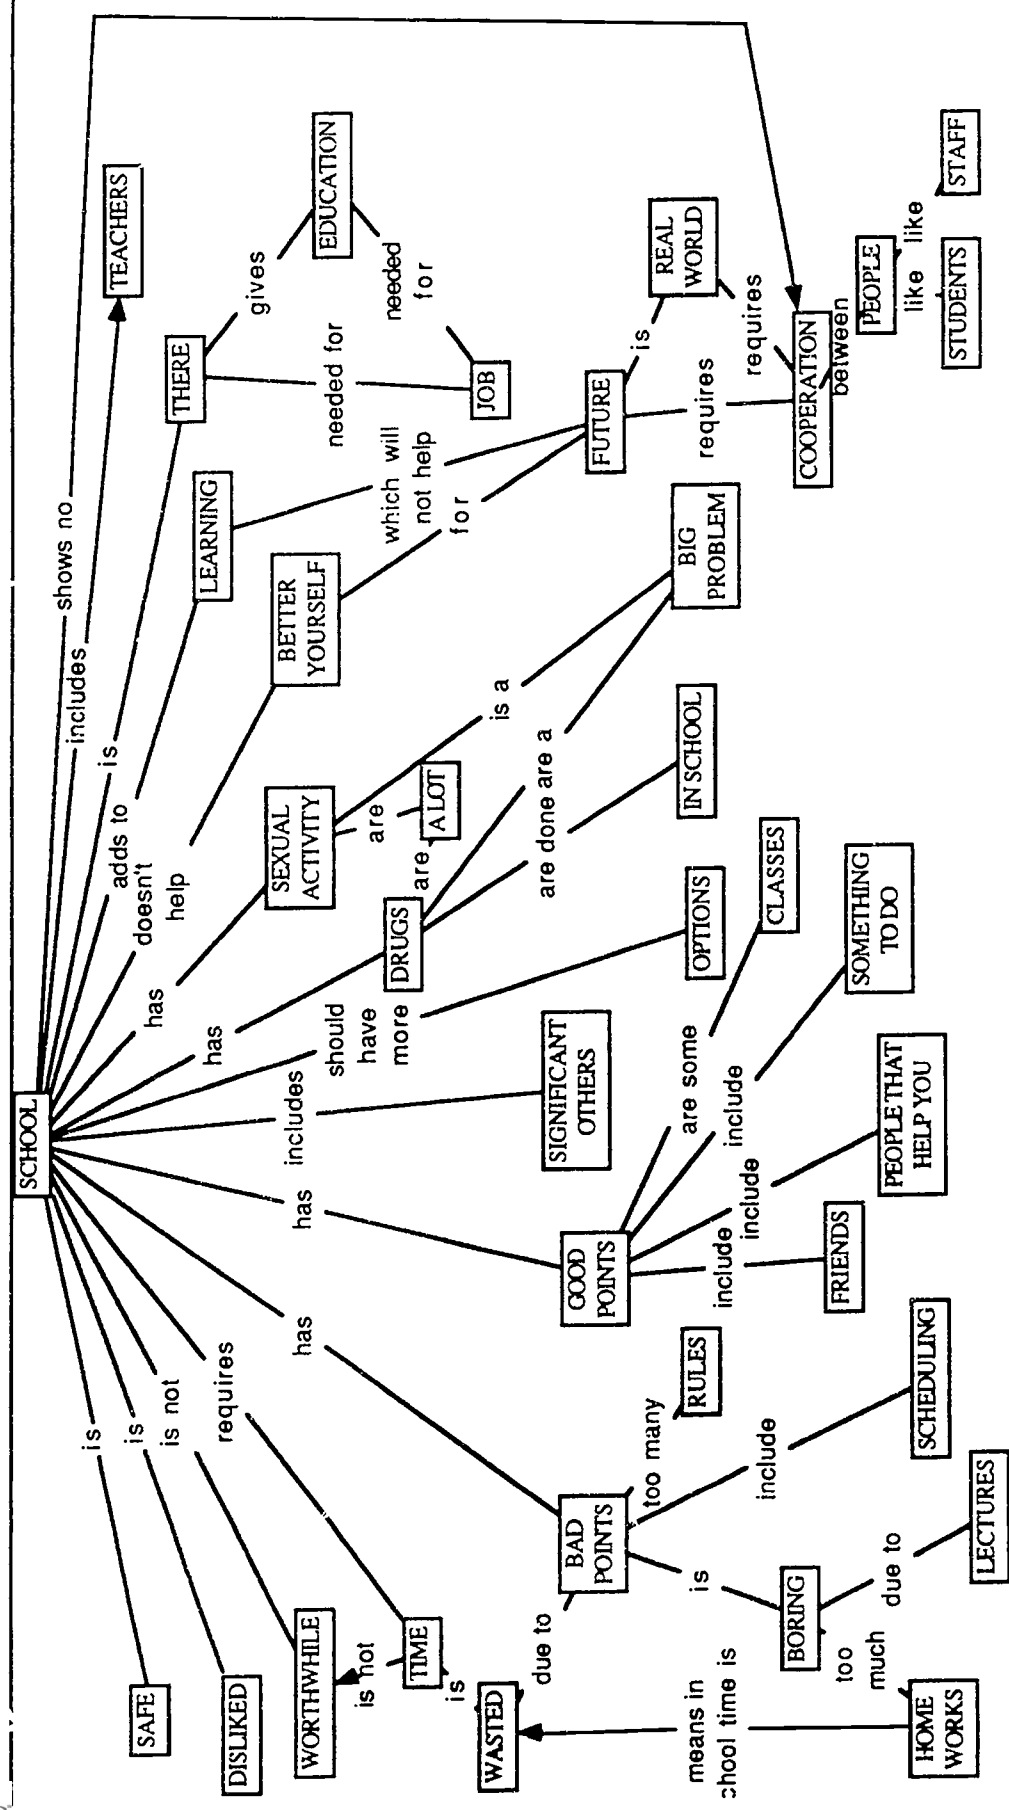 SCHOOL
is
is
is not
requires
has
has
includes
should
have
more
has
has
doesn't
help
adds to
is
includes
shows no
SAFE
DISLIKED
WORTHWHILE
is not
TIME
is
WASTED
due to
BAD
POINTS
too many
RULES
include
SCHEDULING
is
BORING
due to
LECTURES
too
much
HOME
WORKS
means in
chool time is
GOOD
POINTS
include
FRIENDS
include
PEOPLE THAT
HELP YOU
include
SOMETHING
TO DO
are some
CLASSES
SIGNIFICANT
OTHERS
OPTIONS
DRUGS
are
A LOT
are done
IN SCHOOL
are a
SEXUAL
ACTIVITY
are
is a
BIG
PROBLEM
BETTER
YOURSELF
for
LEARNING
which will
not help
FUTURE
is
REAL
WORLD
requires
requires
COOPERATION
between
PEOPLE
like
STUDENTS
like
STAFF
THERE
needed for
JOB
gives
EDUCATION
needed
for
TEACHERS